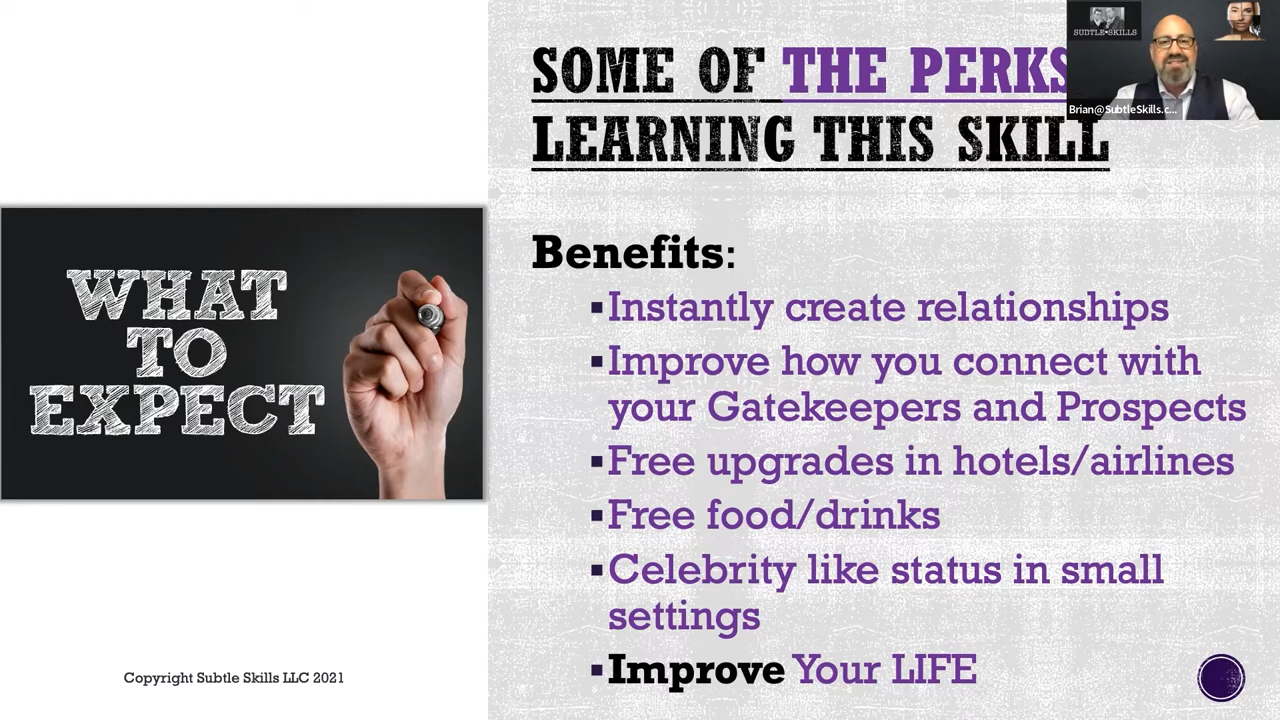 SOME OF THE PERKS
LEARNING THIS SKILL
SUBTLE•SKILLS
Brian@SubtleSkills.c...
WHAT
TO
EXPECT
Benefits:
▪Instantly create relationships
▪Improve how you connect with
your Gatekeepers and Prospects
▪Free upgrades in hotels/airlines
▪Free food/drinks
▪Celebrity like status in small
settings
▪Improve Your LIFE
Copyright Subtle Skills LLC 2021